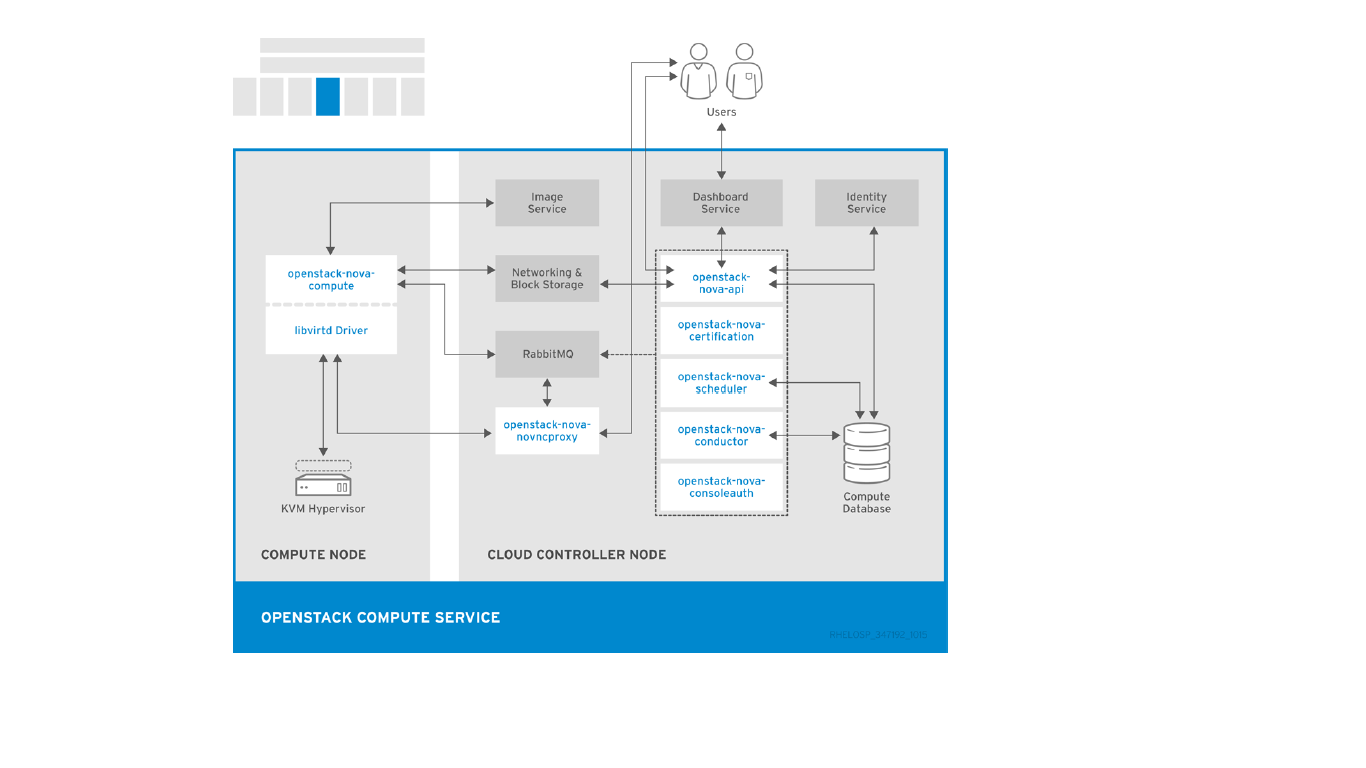 Users
Image
Service
Dashboard
Service
Identity
Service
openstack-nova-
compute
Networking &
Block Storage
openstack-
nova-api
libvirtd Driver
openstack-nova-
certification
RabbitMQ
openstack-nova-
scheduler
openstack-nova-
novncproxy
openstack-nova-
conductor
openstack-nova-
consoleauth
KVM Hypervisor
Compute
Database
COMPUTE NODE
CLOUD CONTROLLER NODE
OPENSTACK COMPUTE SERVICE
RHELOSP_347192_1015